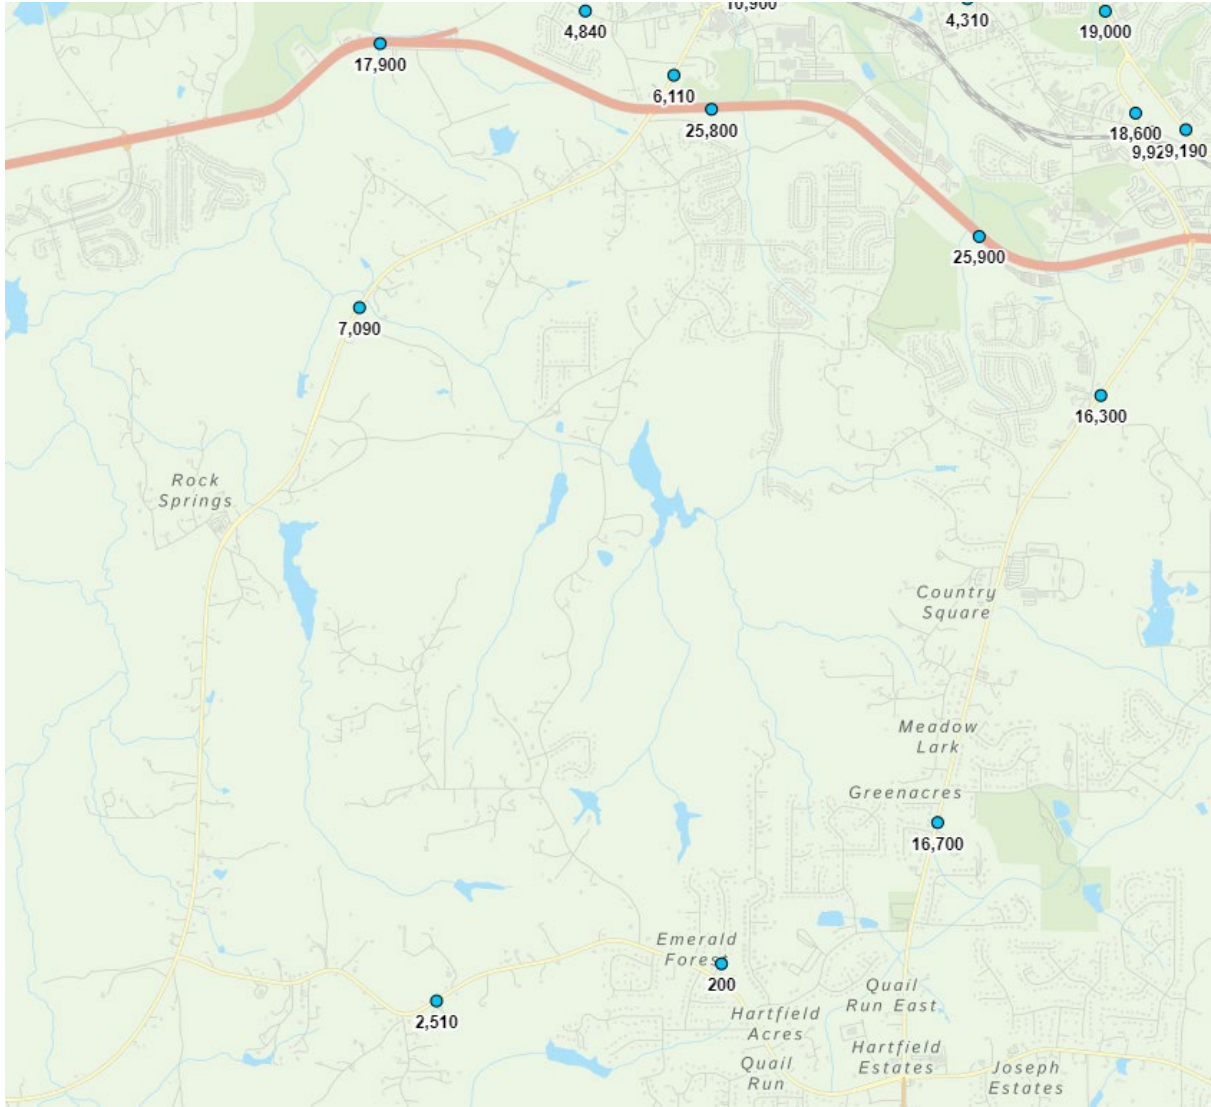 10,900
4,840
4,310
19,000
17,900
6,110
25,800
18,600
9,190
25,900
7,090
16,300
Rock
Springs
Country
Square
Meadow
Lark
Greenacres
16,700
Emerald
Forest
200
Quail
Run East
2,510
Hartfield
Acres
Hartfield
Estates
Quail
Run
Joseph
Estates